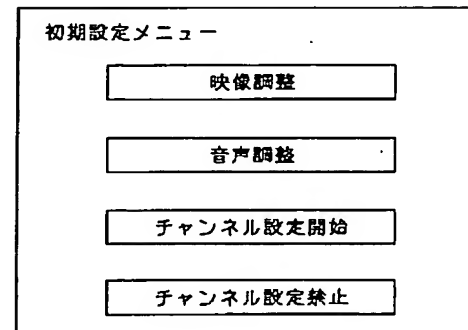 初期設定メニュー
映像調整
音声調整
チャンネル設定開始
チャンネル設定禁止